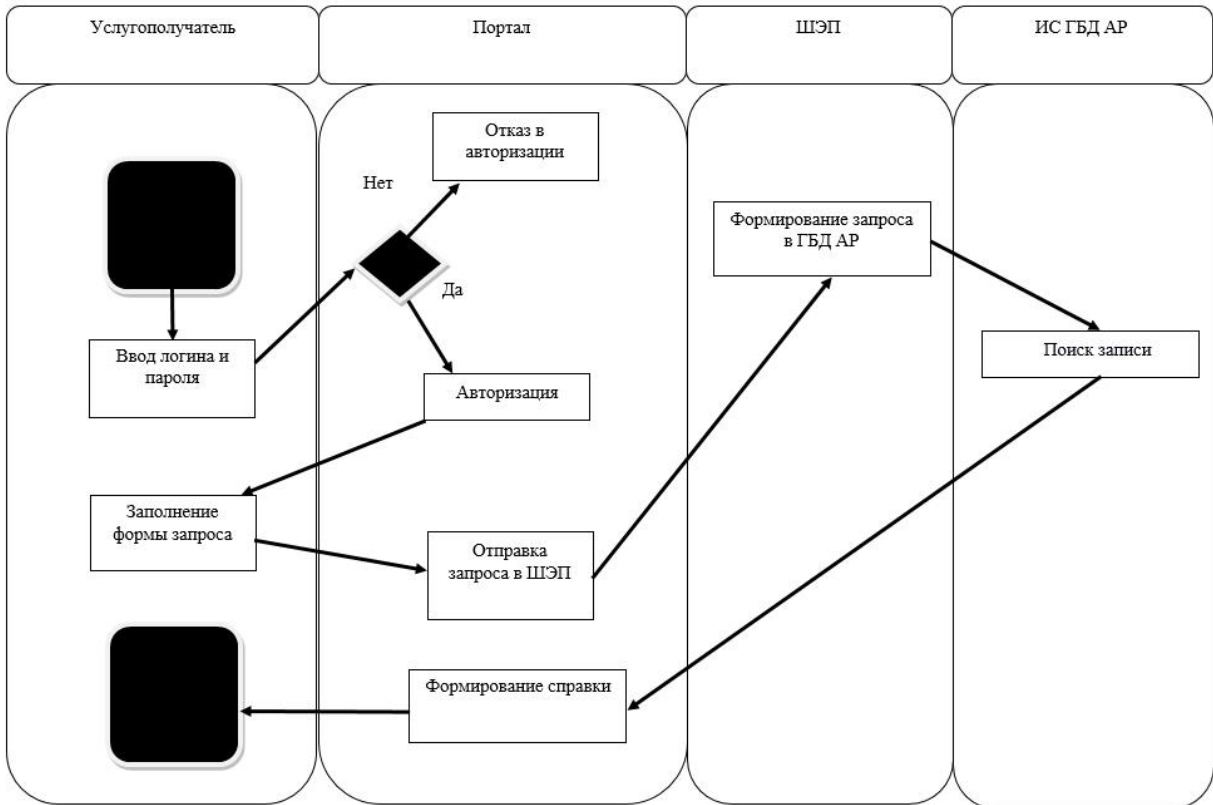 Услугополучатель
Портал
ШЭП
ИС ГБД АР
Отказ в
авторизации
Нет
Формирование запроса
в ГБД АР
Да
Ввод логина и
пароля
Поиск записи
Авторизация
Заполнение
формы запроса
Отправка
запроса в ШЭП
Формирование справки